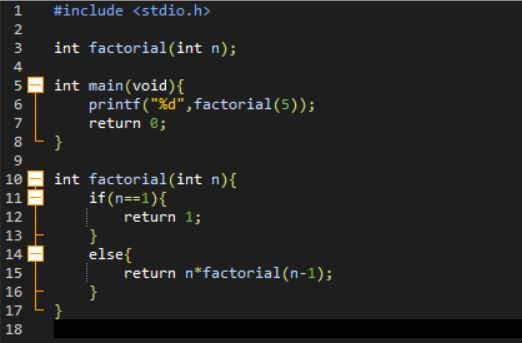 1 #include <stdio.h>
2
3 int factorial(int n);
4
5 int main(void){
6     printf("%d",factorial(5));
7     return 0;
8 }
9
10 int factorial(int n){
11     if(n==1){
12         return 1;
13     }
14     else{
15         return n*factorial(n-1);
16     }
17 }
18